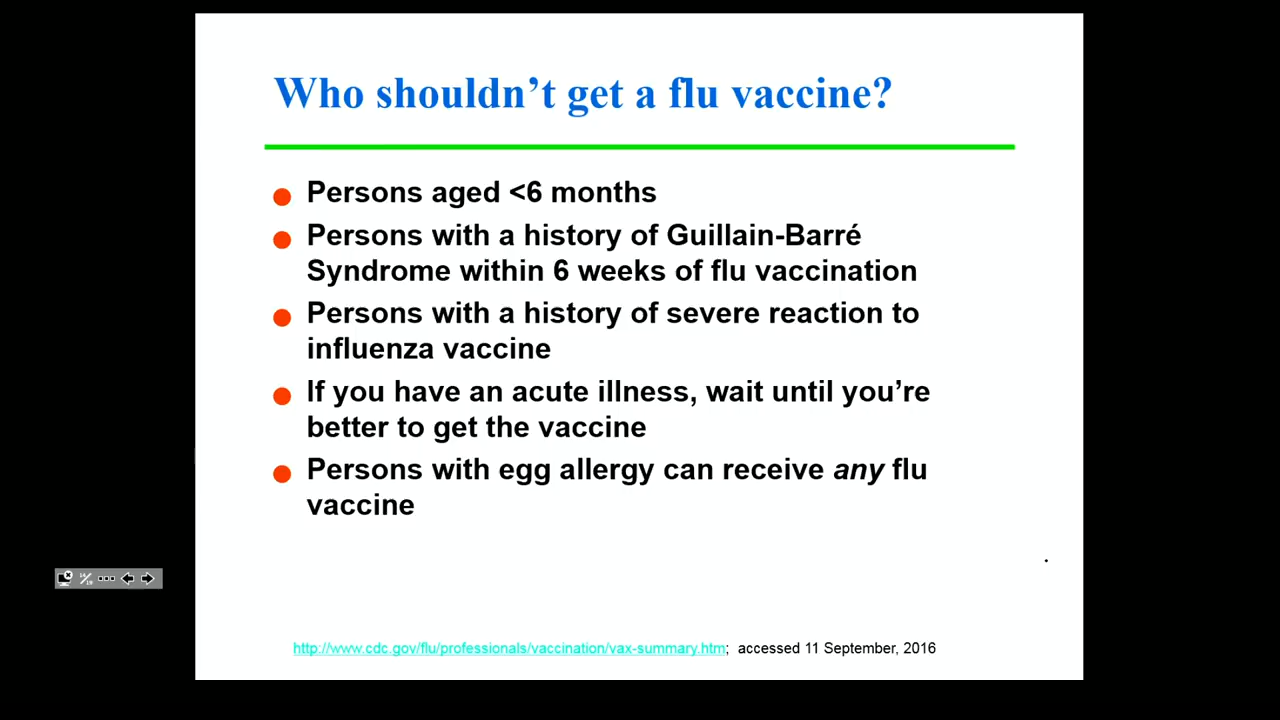 Who shouldn’t get a flu vaccine?
Persons aged <6 months
Persons with a history of Guillain-Barré
Syndrome within 6 weeks of flu vaccination
Persons with a history of severe reaction to
influenza vaccine
If you have an acute illness, wait until you’re
better to get the vaccine
Persons with egg allergy can receive any flu
vaccine
http://www.cdc.gov/flu/professionals/vaccination/vax-summary.htm; accessed 11 September, 2016